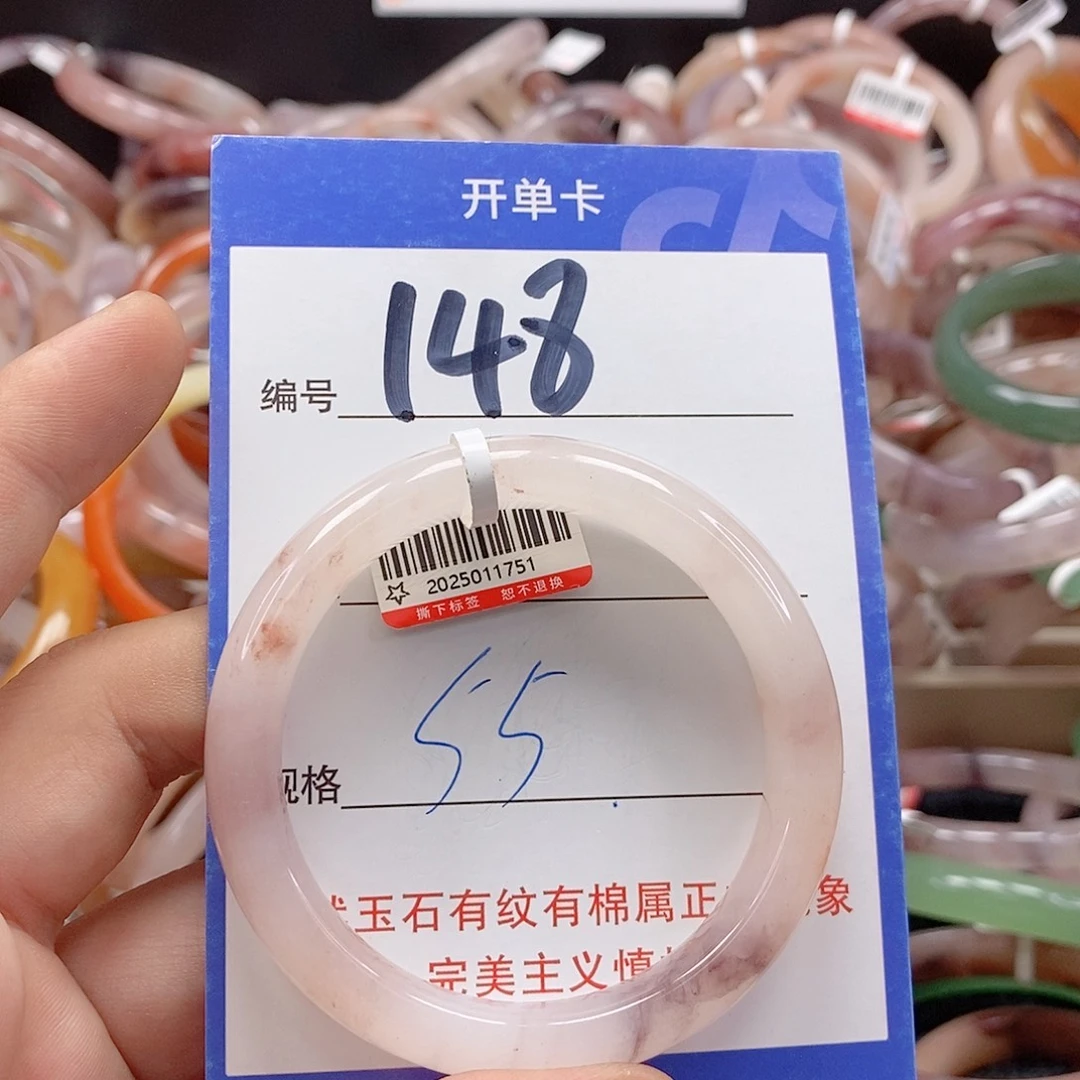 开单卡
编号 148
2025011751
撕下标签 恕不退换
规格 55
玉石有纹有棉属正 象
完美主义慎